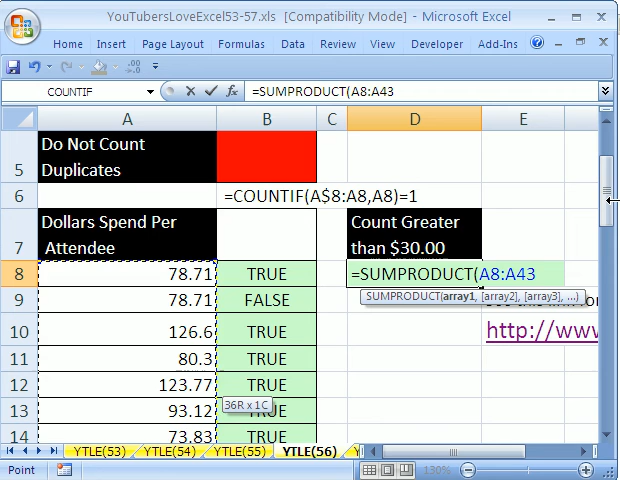 YouTubersLoveExcel53-57.xls [Compatibility Mode] - Microsoft Excel
Home Insert Page Layout Formulas Data Review View Developer Add-Ins
COUNTIF =SUMPRODUCT(A8:A43
A B C D E
5 Do Not Count
Duplicates
6 =COUNTIF(A$8:A8,A8)=1
7 Dollars Spend Per
Attendee
Count Greater
than $30.00
8 78.71 TRUE =SUMPRODUCT(A8:A43
SUMPRODUCT(array1, [array2], [array3], ...)
9 78.71 FALSE
10 126.6 TRUE http://www
11 80.3 TRUE
12 123.77 TRUE
36R x 1C
13 93.12 TRUE
14 73.83 TRUE
YTLE(53) YTLE(54) YTLE(55) YTLE(56)
Point 130%